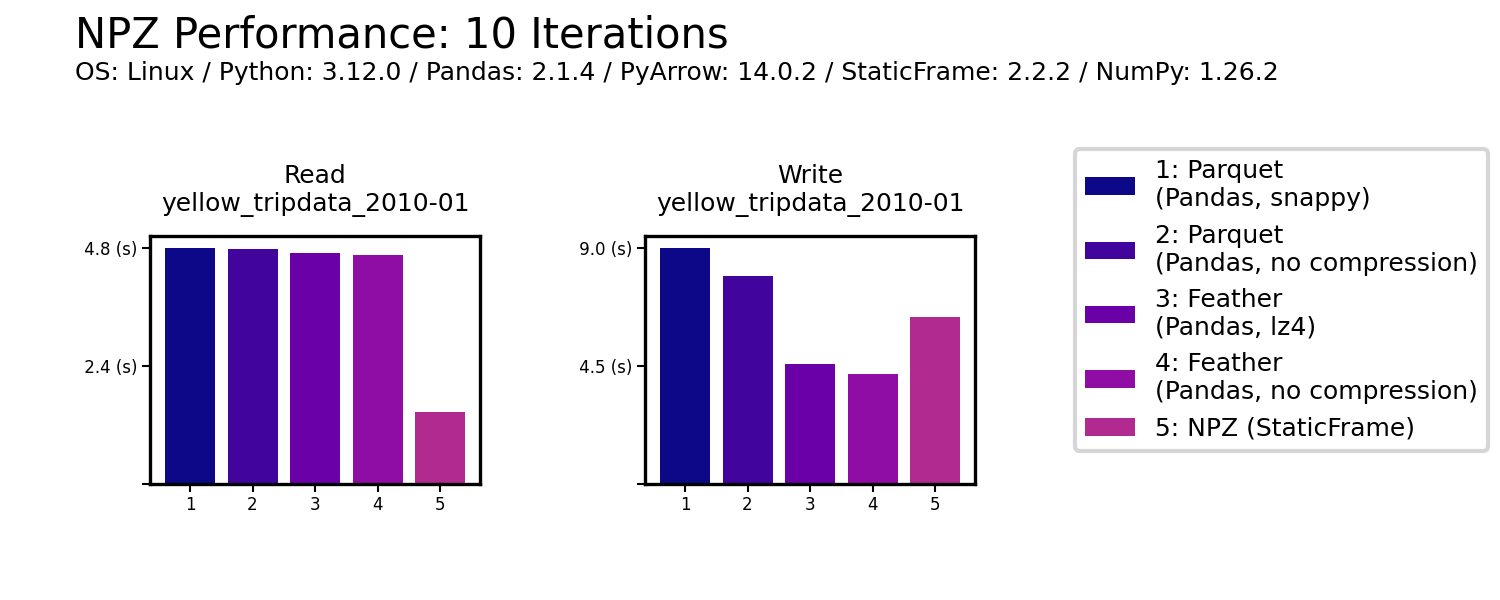 NPZ Performance: 10 Iterations
OS: Linux / Python: 3.12.0 / Pandas: 2.1.4 / PyArrow: 14.0.2 / StaticFrame: 2.2.2 / NumPy: 1.26.2
Read
yellow_tripdata_2010-01
4.8 (s)
2.4 (s)
1 2 3 4 5
Write
yellow_tripdata_2010-01
9.0 (s)
4.5 (s)
1 2 3 4 5
1: Parquet
(Pandas, snappy)
2: Parquet
(Pandas, no compression)
3: Feather
(Pandas, lz4)
4: Feather
(Pandas, no compression)
5: NPZ (StaticFrame)